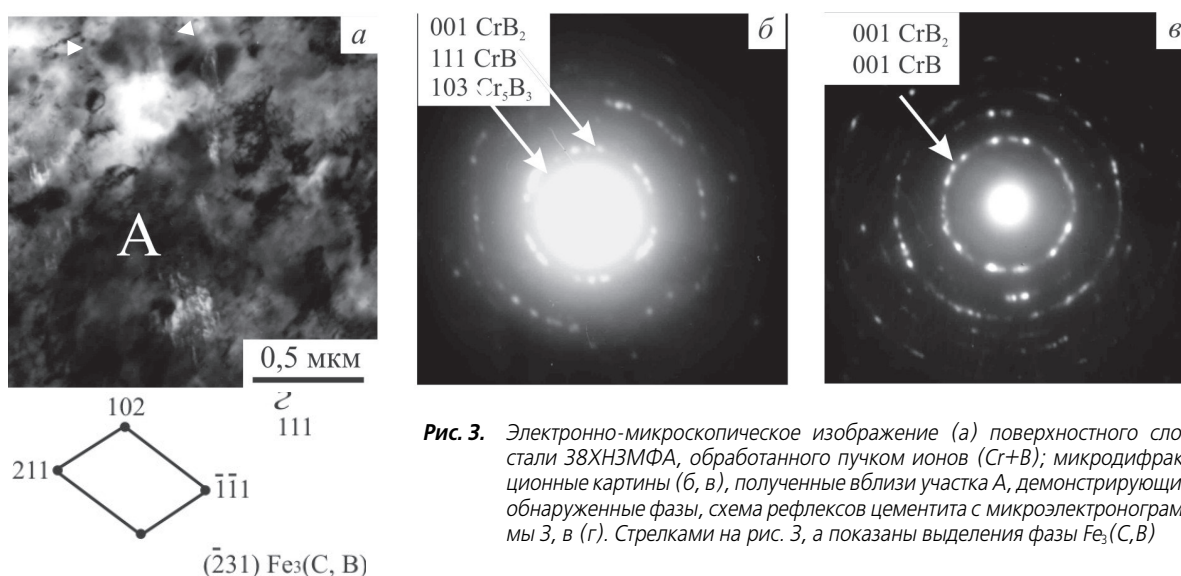 а
A
0,5 мкм
001 CrB₂
111 CrB
103 Cr₅B₃
б
001 CrB₂
001 CrB
в
г
102
111
211
1̄1̄1
(2̄31) Fe₃(C, B)
Рис. 3. Электронно-микроскопическое изображение (а) поверхностного сло
стали 38ХН3МФА, обработанного пучком ионов (Cr+B); микродифрак
ционные картины (б, в), полученные вблизи участка А, демонстрирующи
обнаруженные фазы, схема рефлексов цементита с микроэлектронограм
мы 3, в (г). Стрелками на рис. 3, а показаны выделения фазы Fe₃(C,B)